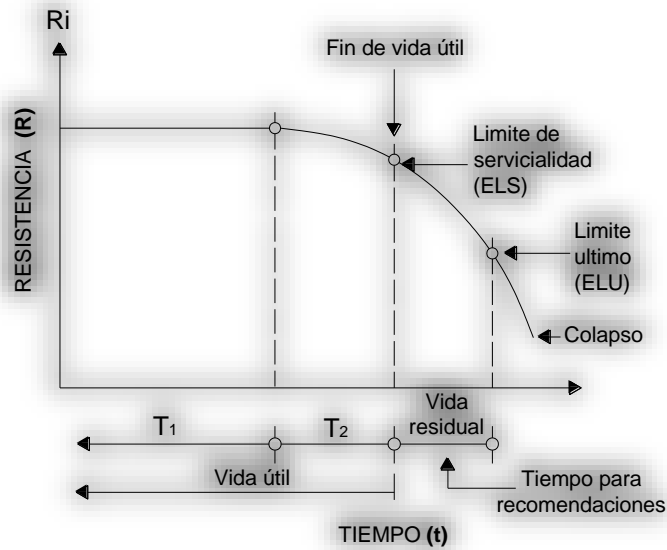 Ri
Fin de vida útil
RESISTENCIA (R)
Limite de
servicialidad
(ELS)
Limite
ultimo
(ELU)
Colapso
T1
T2
Vida
residual
Vida útil
Tiempo para
recomendaciones
TIEMPO (t)